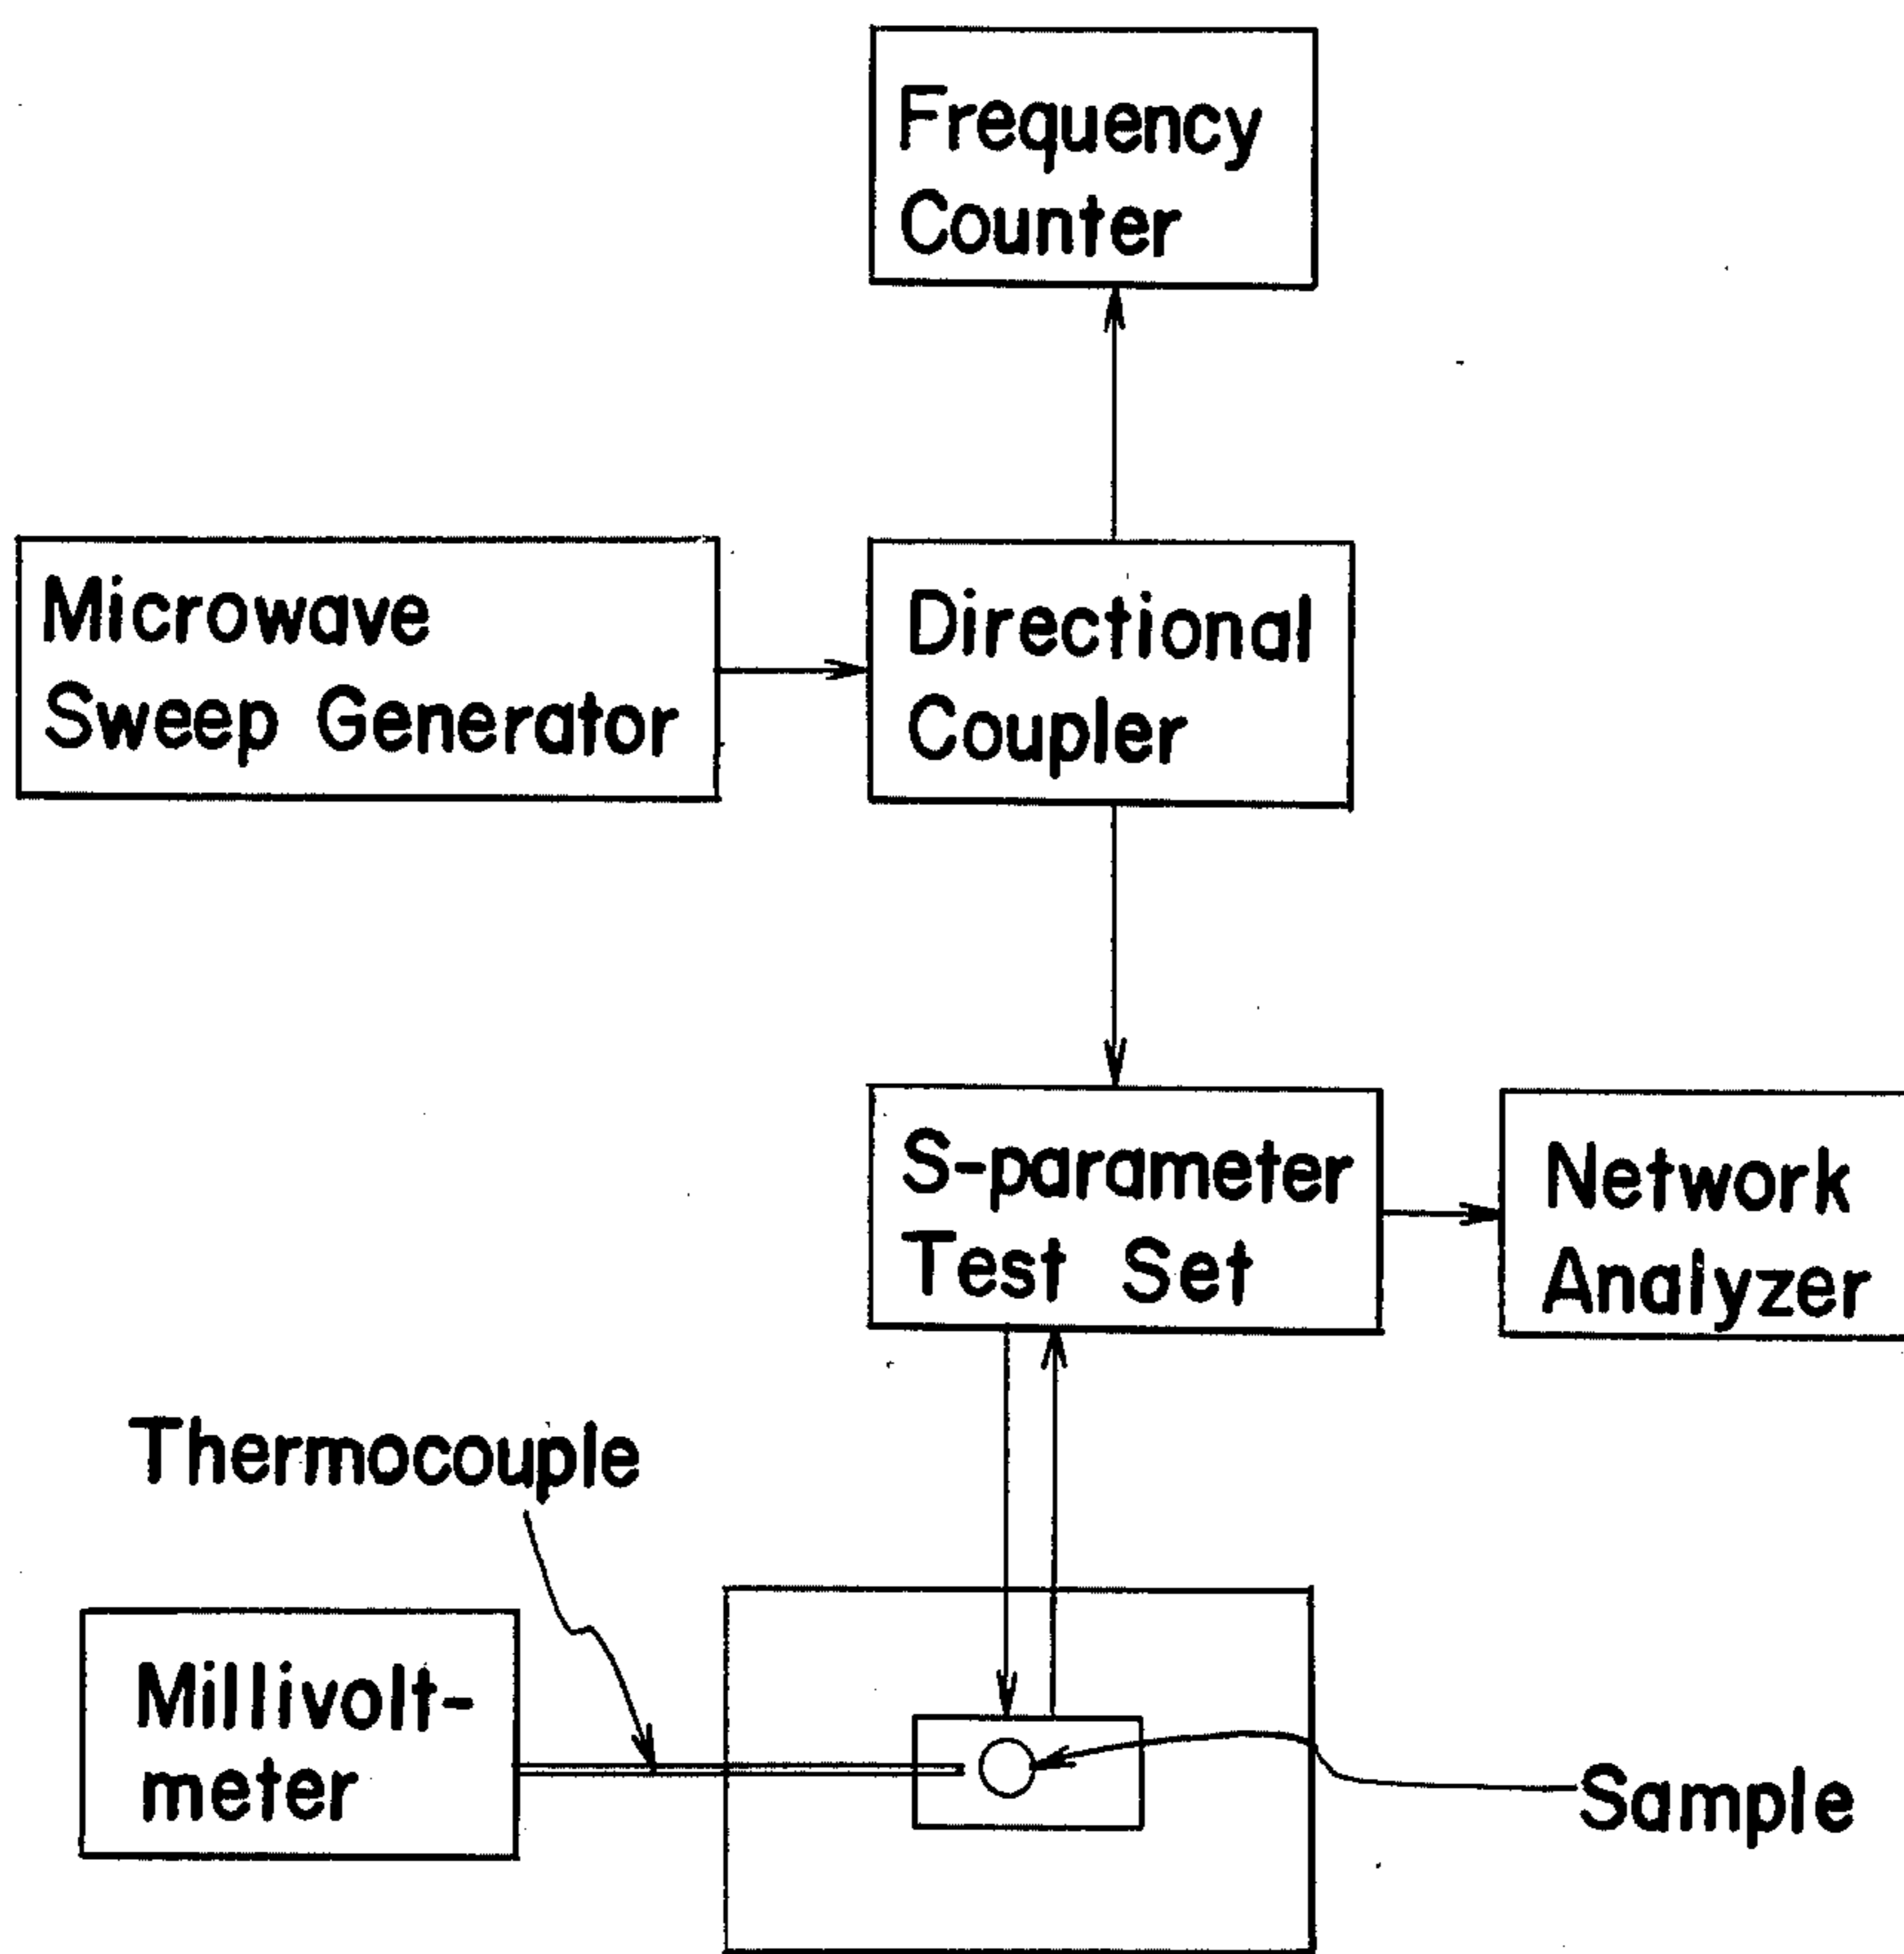 Frequency
Counter
Microwave
Sweep Generator
Directional
Coupler
S-parameter
Test Set
Network
Analyzer
Thermocouple
Millivolt-
meter
Sample